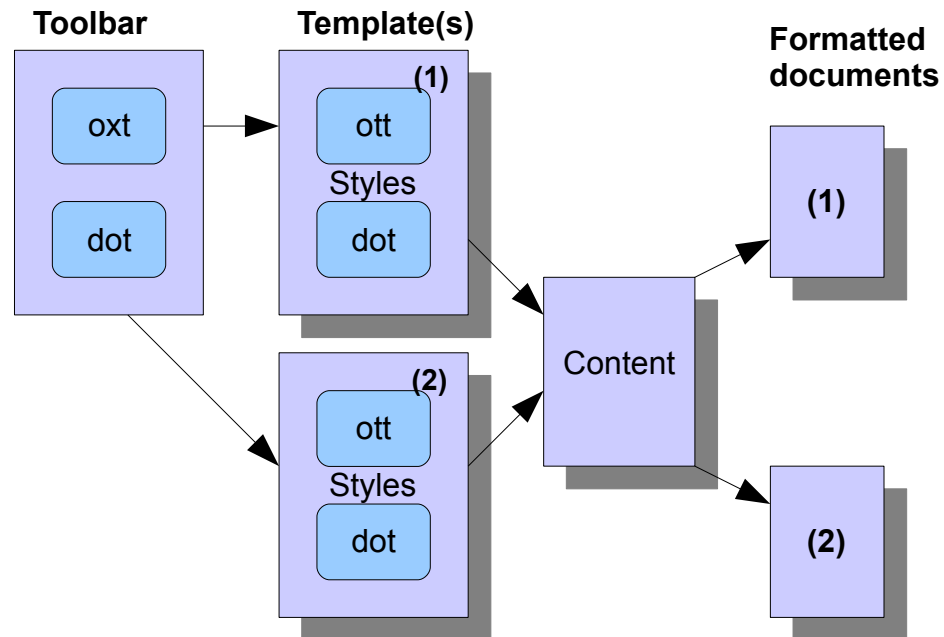 Toolbar
oxt
dot
Template(s)
(1)
ott
Styles
dot
(2)
ott
Styles
dot
Content
Formatted
documents
(1)
(2)